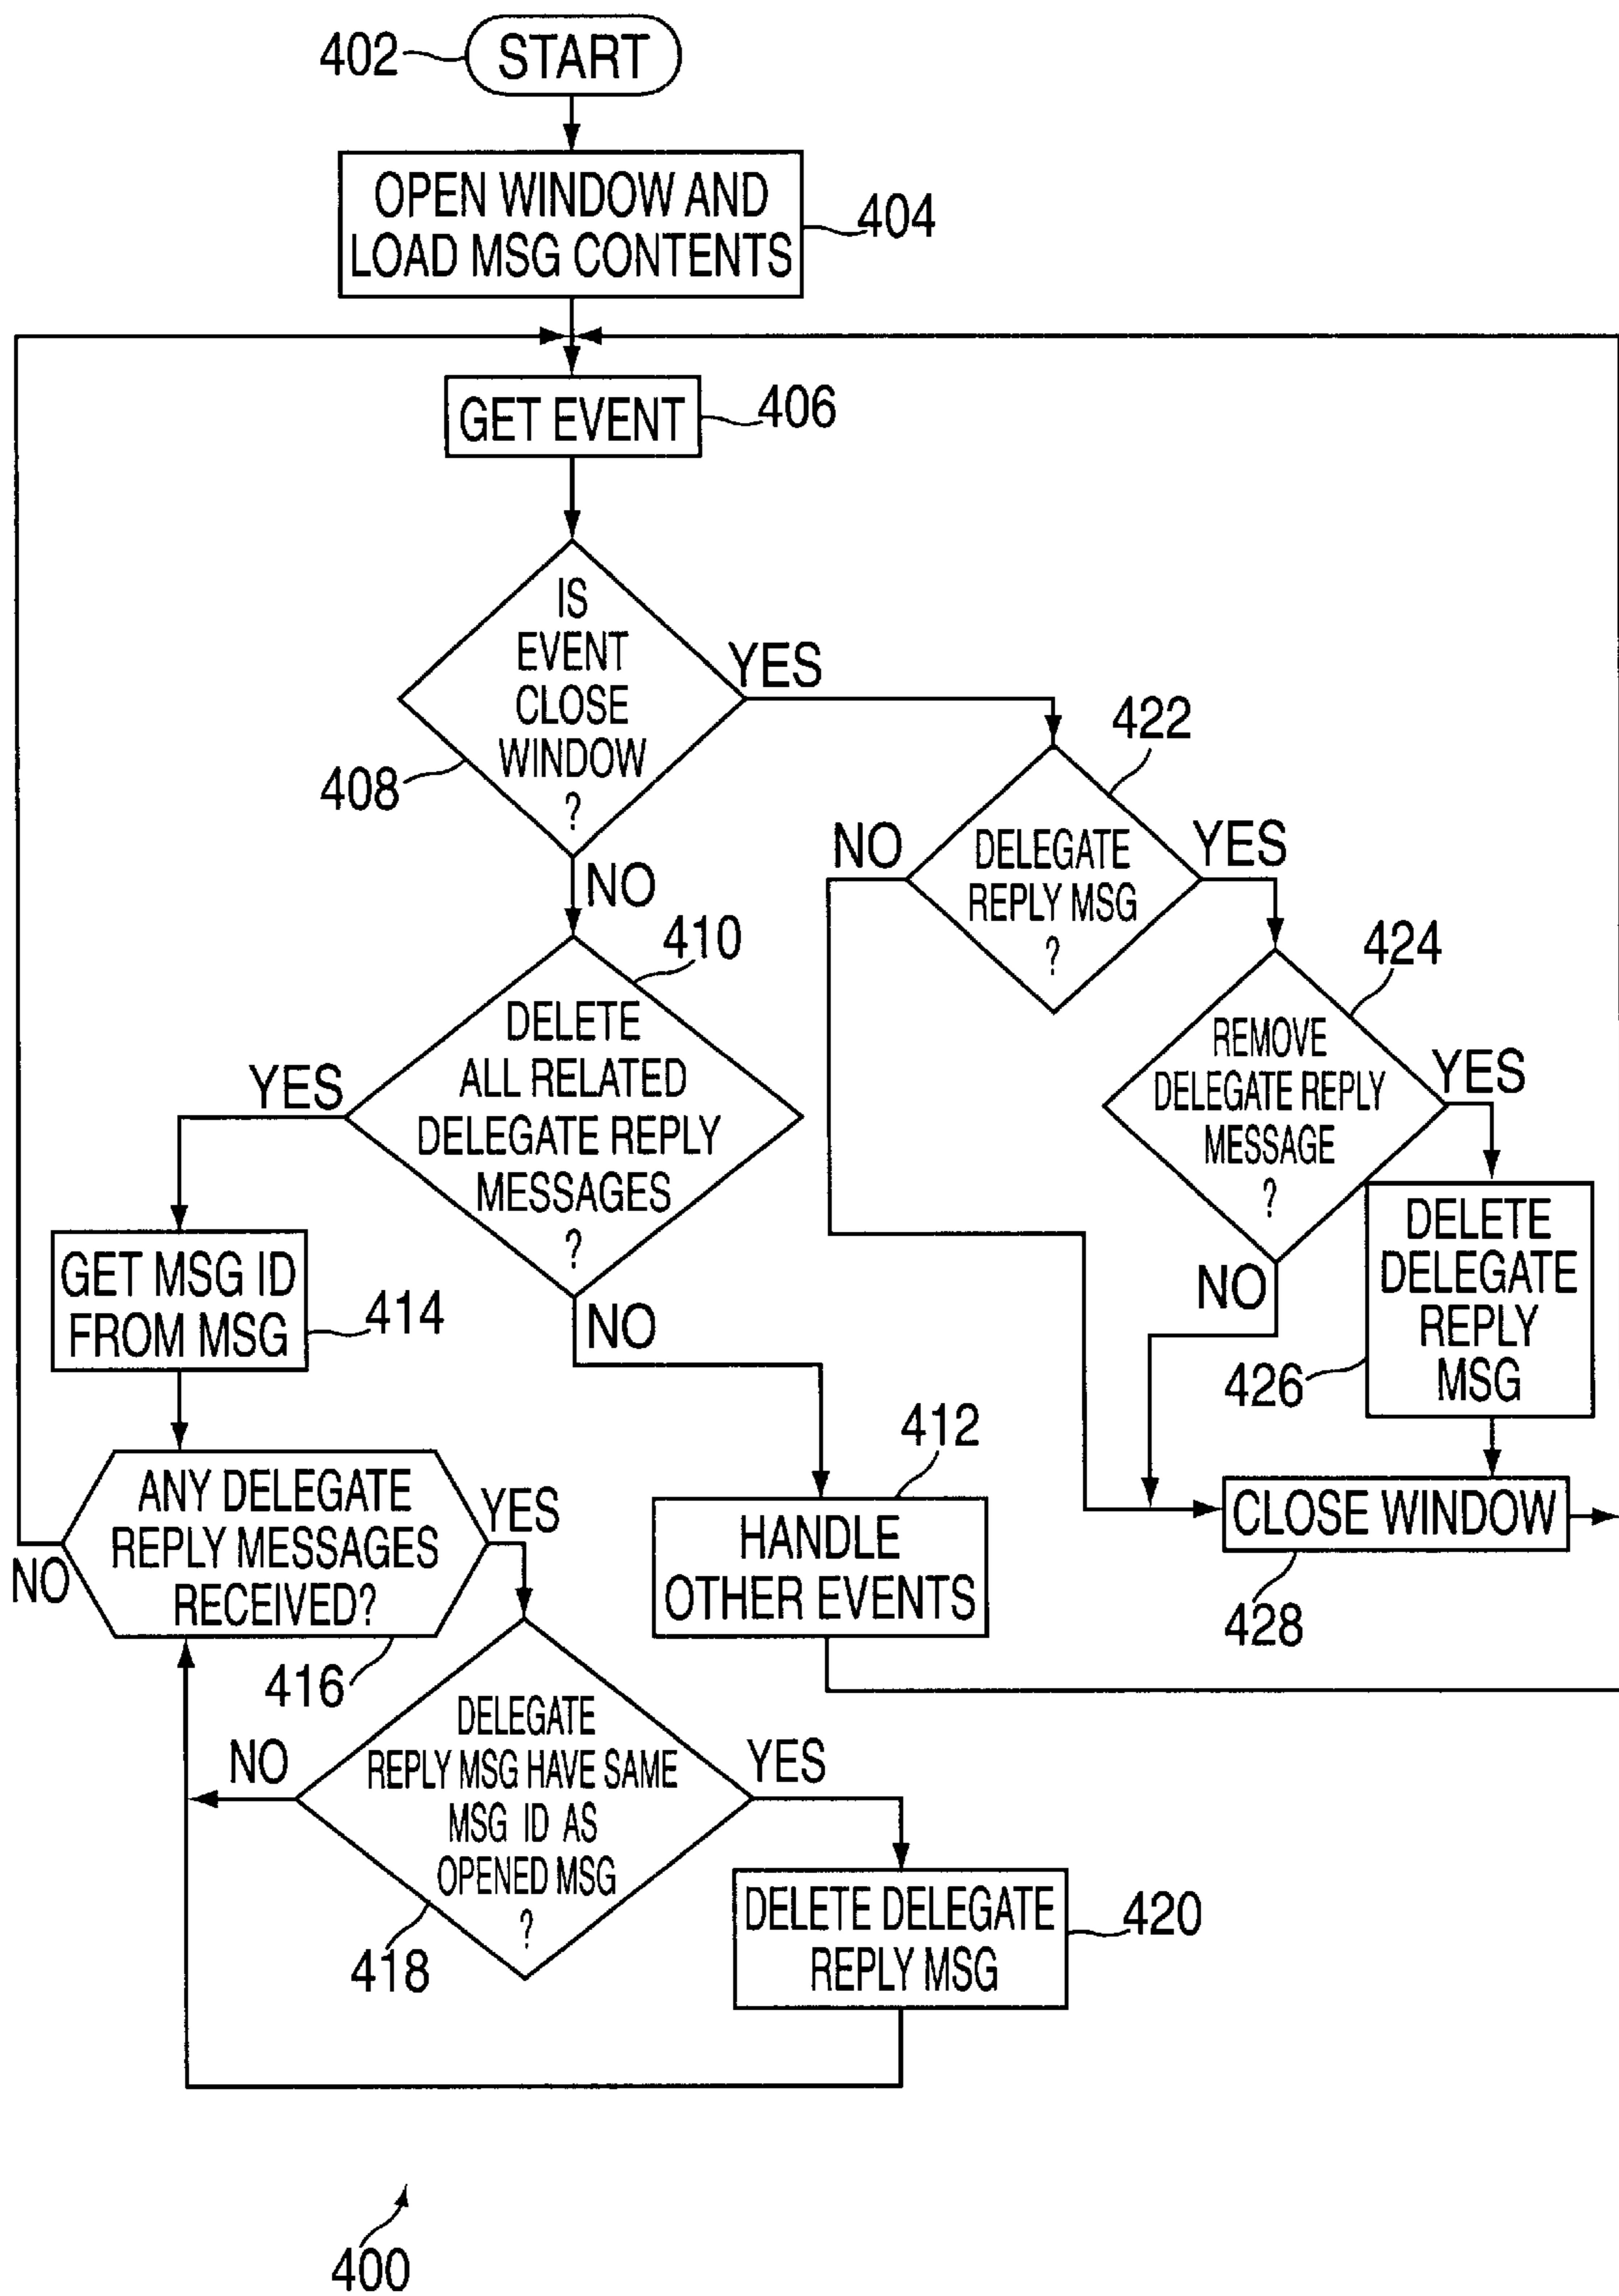 402
START
OPEN WINDOW AND
LOAD MSG CONTENTS
404
GET EVENT
406
IS
EVENT
CLOSE
WINDOW
?
YES
408
NO
422
NO
DELEGATE
REPLY MSG
?
YES
410
DELETE
ALL RELATED
DELEGATE REPLY
MESSAGES
?
YES
424
REMOVE
DELEGATE REPLY
MESSAGE
?
YES
NO
GET MSG ID
FROM MSG
414
NO
DELETE
DELEGATE
REPLY
MSG
426
412
ANY DELEGATE
REPLY MESSAGES
RECEIVED?
YES
NO
416
HANDLE
OTHER EVENTS
CLOSE WINDOW
428
DELEGATE
REPLY MSG HAVE SAME
MSG ID AS
OPENED MSG
?
NO
YES
418
DELETE DELEGATE
REPLY MSG
420
400